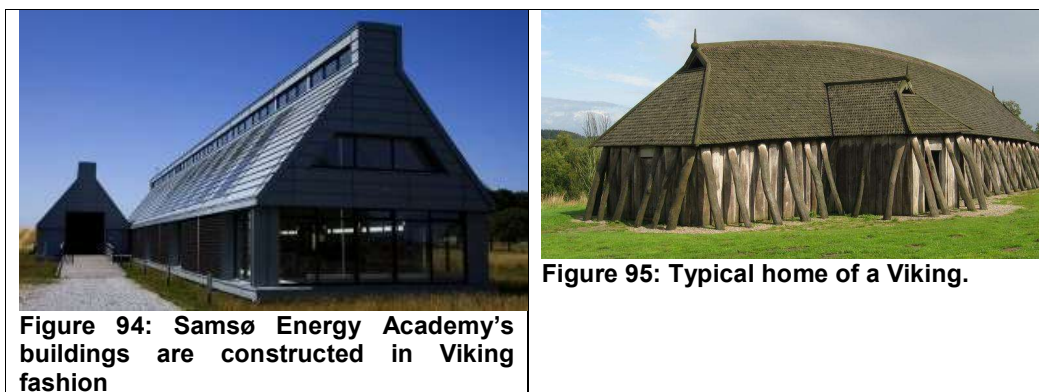 Figure 94: Samsø Energy Academy's
buildings are constructed in Viking
fashion
Figure 95: Typical home of a Viking.